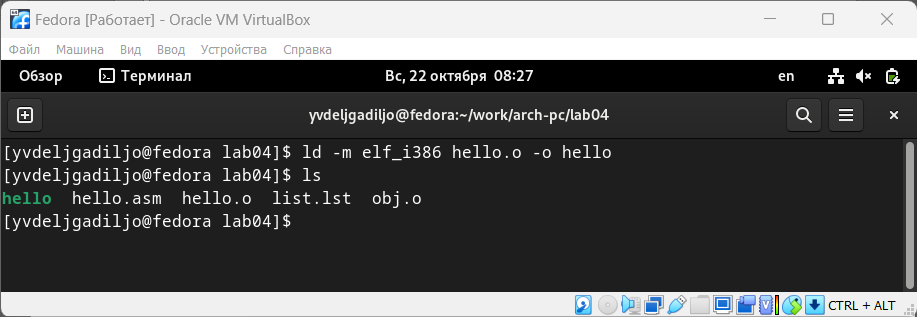 Fedora [Работает] - Oracle VM VirtualBox
Файл Машина Вид Ввод Устройства Справка
Обзор Терминал Вс, 22 октября 08:27 en
yvdeljgadiljo@fedora:~/work/arch-pc/lab04
[yvdeljgadiljo@fedora lab04]$ ld -m elf_i386 hello.o -o hello
[yvdeljgadiljo@fedora lab04]$ ls
hello hello.asm hello.o list.lst obj.o
[yvdeljgadiljo@fedora lab04]$
CTRL + ALT